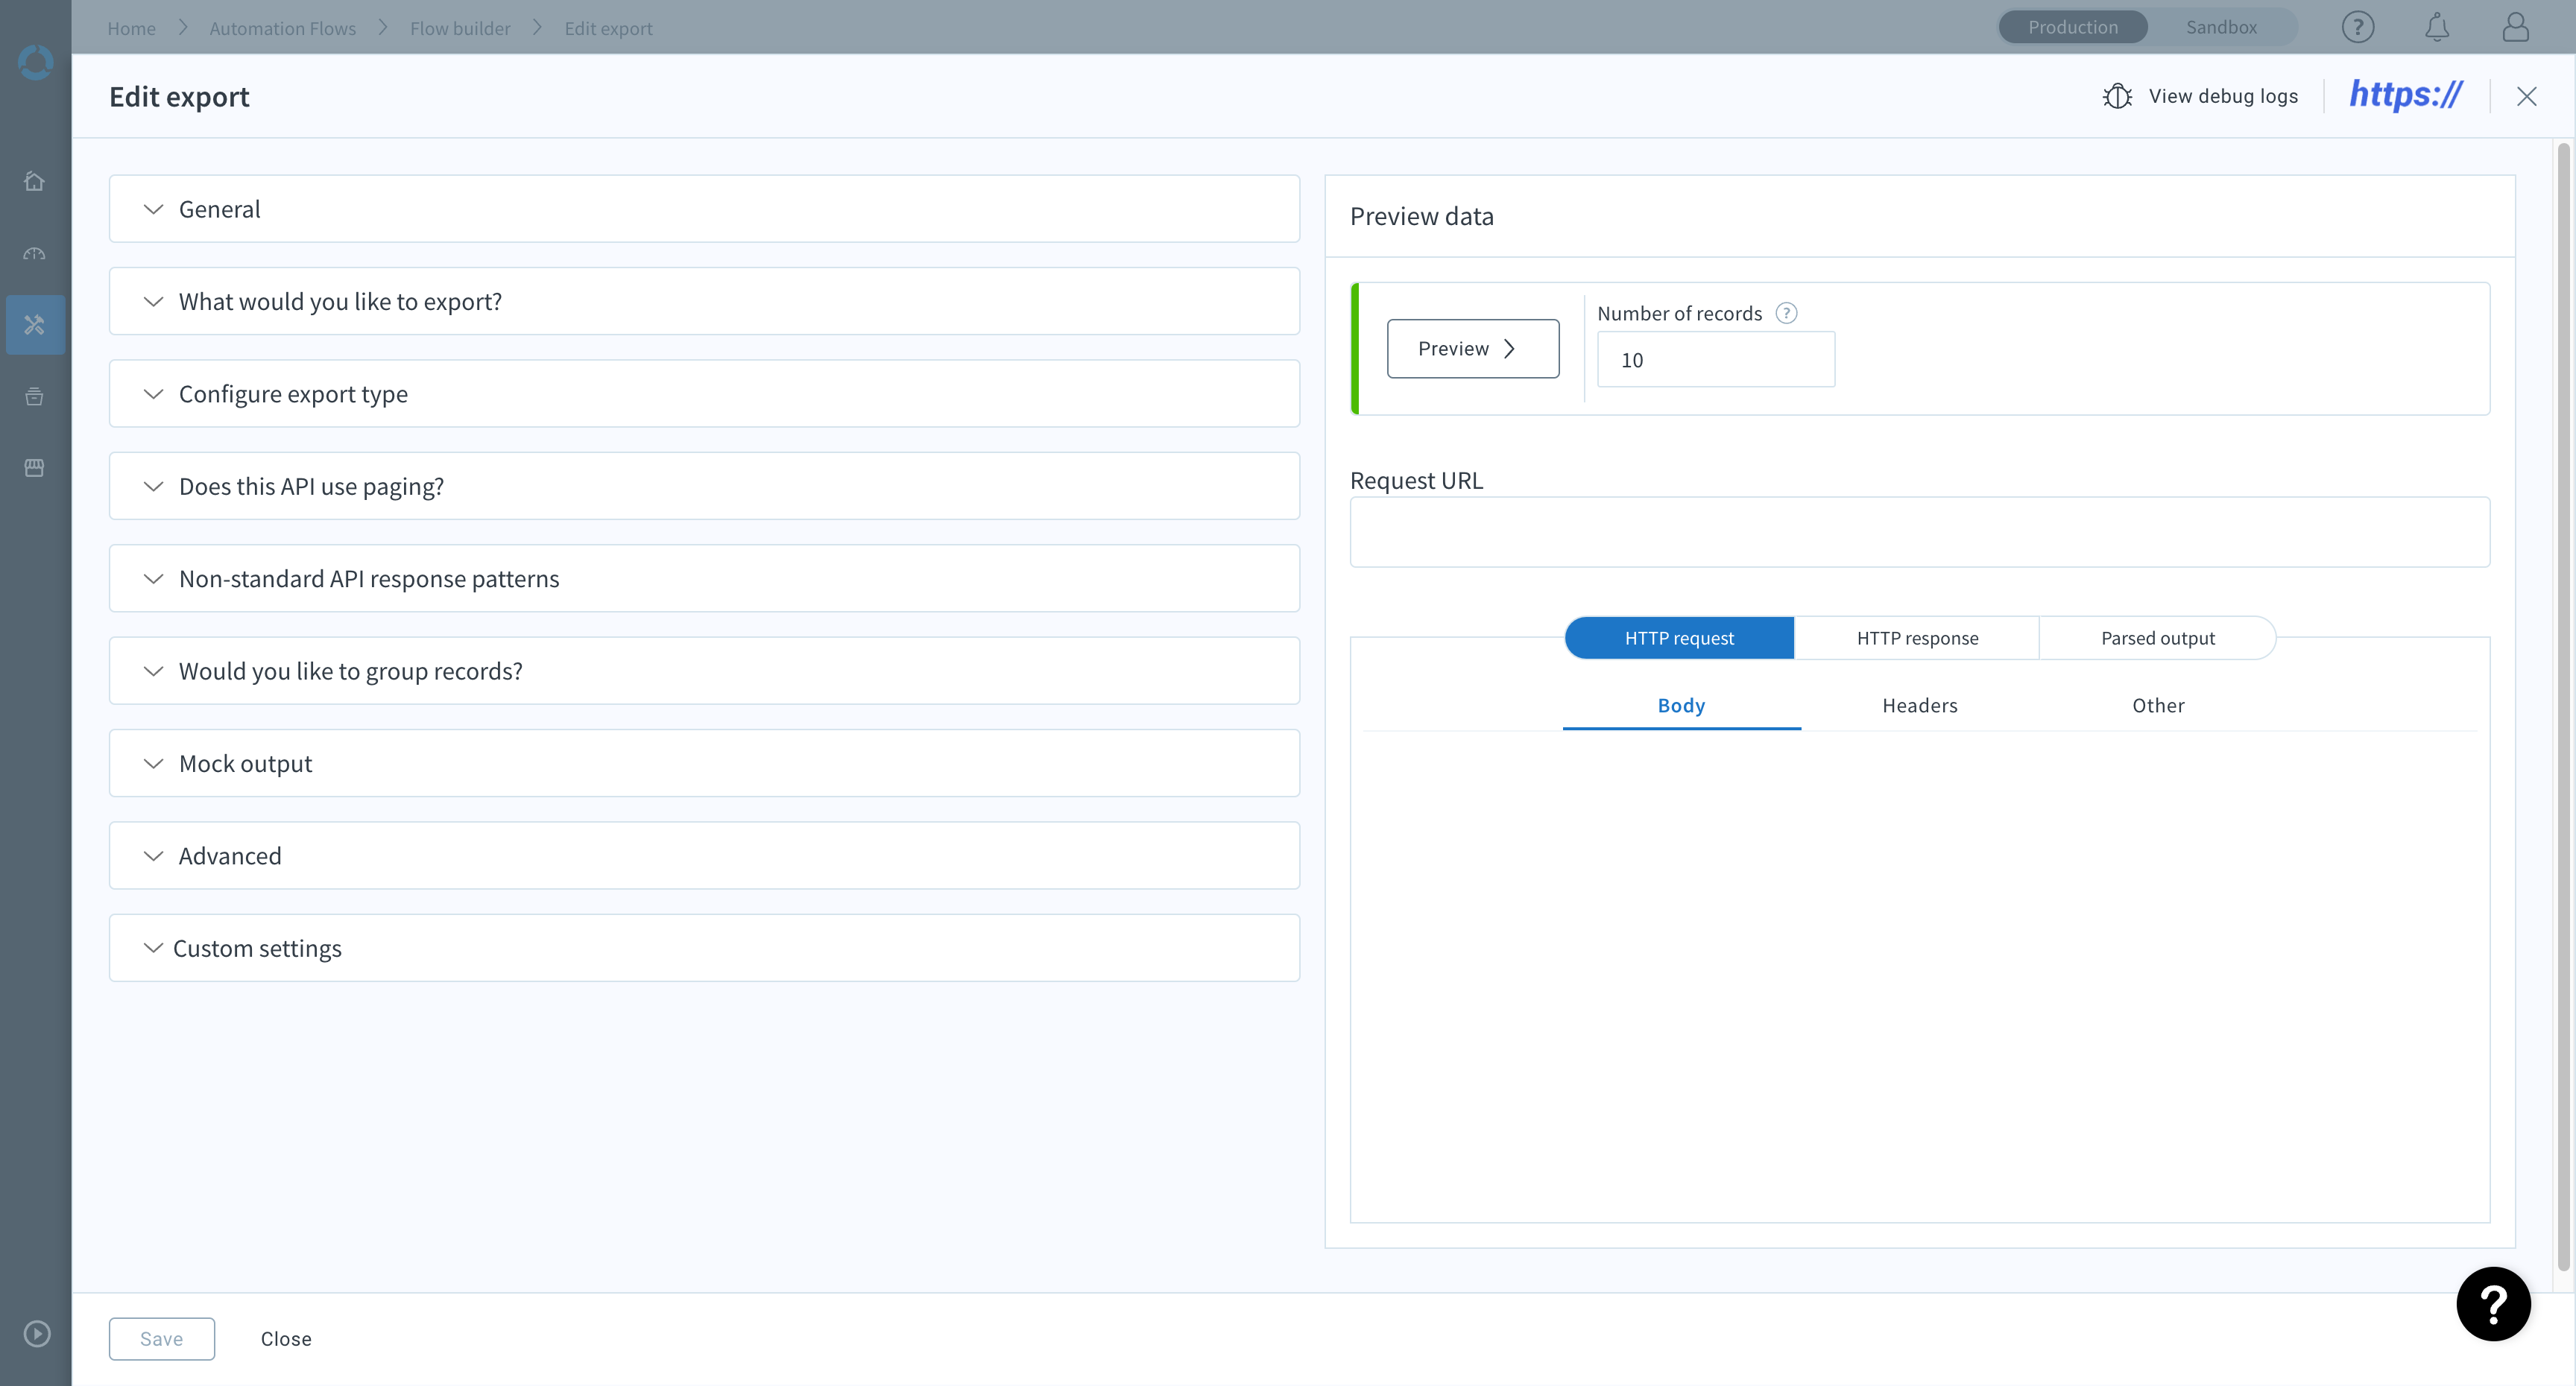 Home
Automation Flows
Flow builder
Edit export
Production
Sandbox
?
Edit export
View debug logs
https://
General
What would you like to export?
Configure export type
Does this API use paging?
Non-standard API response patterns
Would you like to group records?
Mock output
Advanced
Custom settings
Preview data
Preview
Number of records ?
10
Request URL
HTTP request
HTTP response
Parsed output
Body
Headers
Other
Save
Close
?